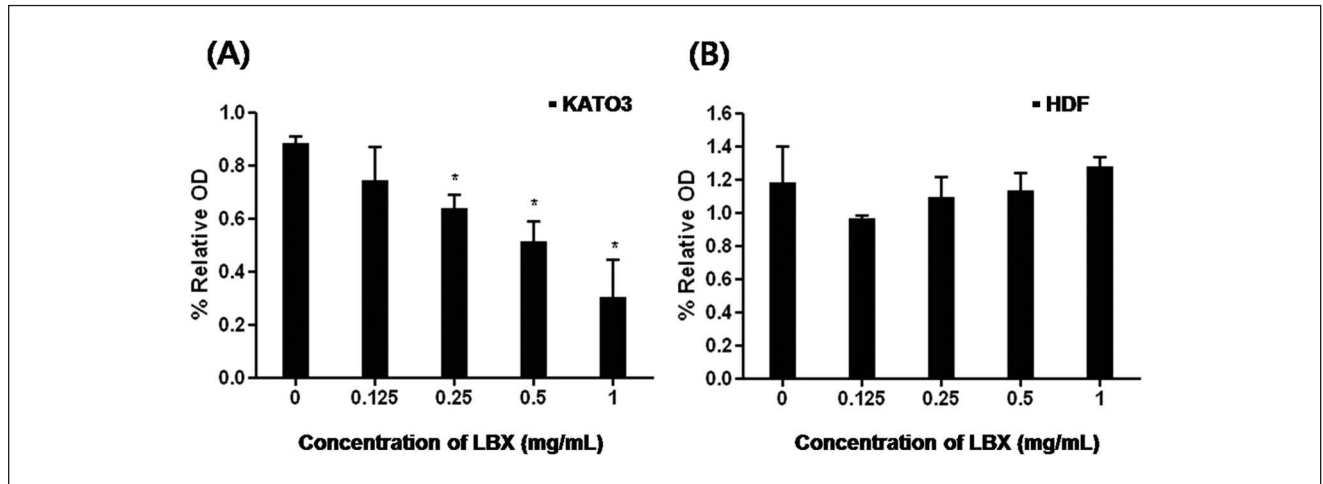 (A)
KATO3
% Relative OD
1.0
0.8
0.6
0.4
0.2
0.0
*
*
*
0 0.125 0.25 0.5 1
Concentration of LBX (mg/mL)
(B)
HDF
% Relative OD
1.6
1.4
1.2
1.0
0.8
0.6
0.4
0.2
0.0
0 0.125 0.25 0.5 1
Concentration of LBX (mg/mL)